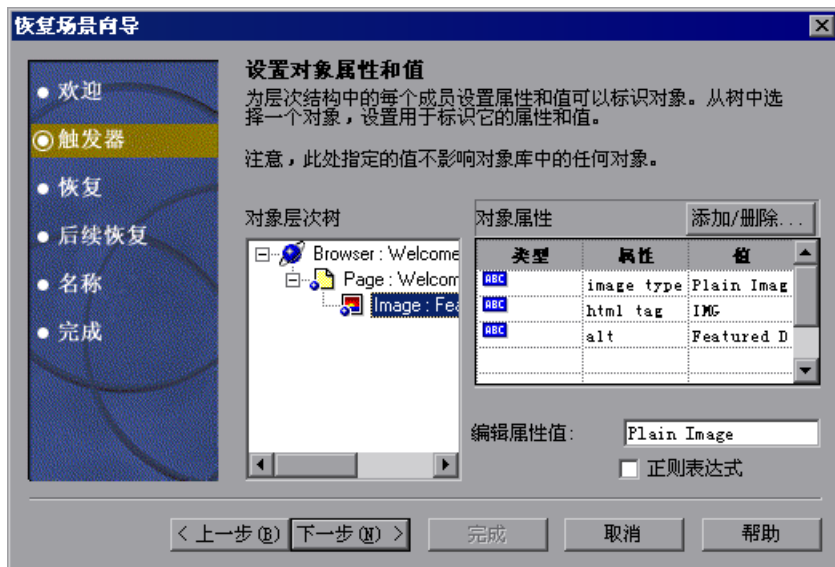 恢复场景向导
欢迎
触发器
恢复
后续恢复
名称
完成
设置对象属性和值
为层次结构中的每个成员设置属性和值可以标识对象。从树中选
择一个对象,设置用于标识它的属性和值。
注意,此处指定的值不影响对象库中的任何对象。
对象层次树
Browser : Welcome
Page : Welcom
Image : Fea
对象属性
添加/删除...
类型 属性 值
ABC image type Plain Imag
ABC html tag IMG
ABC alt Featured D
编辑属性值: Plain Image
正则表达式
< 上一步(B) 下一步(N) > 完成 取消 帮助